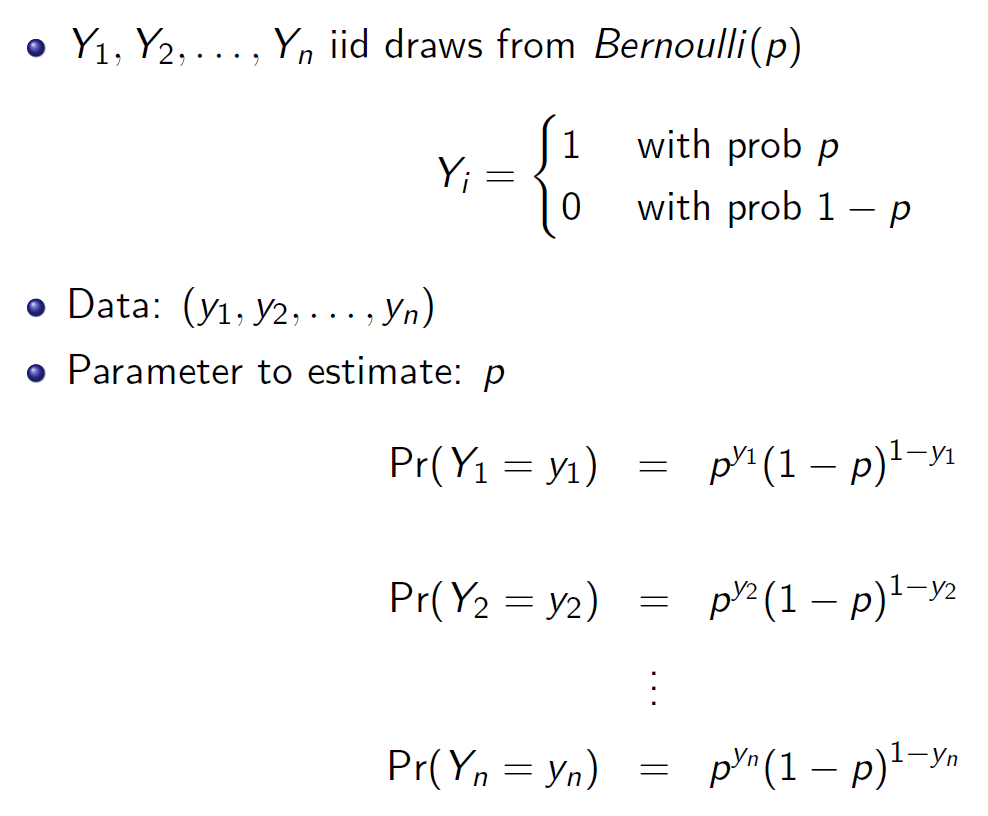 • Y₁, Y₂, . . . , Yₙ iid draws from Bernoulli(p)
Yᵢ = { 1 with prob p
0 with prob 1 − p
• Data: (y₁, y₂, . . . , yₙ)
• Parameter to estimate: p
Pr(Y₁ = y₁) = p^{y₁}(1 − p)^{1−y₁}
Pr(Y₂ = y₂) = p^{y₂}(1 − p)^{1−y₂}
⋮
Pr(Yₙ = yₙ) = p^{yₙ}(1 − p)^{1−yₙ}